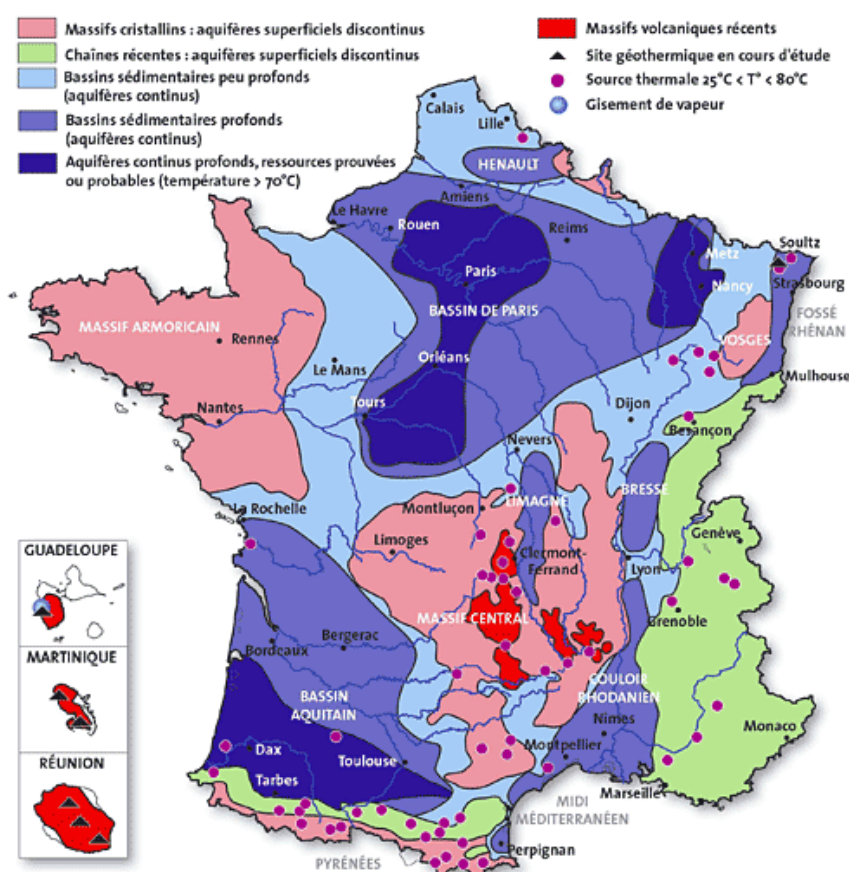 Massifs cristallins : aquifères superficiels discontinus
Chaînes récentes : aquifères superficiels discontinus
Bassins sédimentaires peu profonds
(aquifères continus)
Bassins sédimentaires profonds
(aquifères continus)
Aquifères continus profonds, ressources prouvées
ou probables (température > 70°C)
Massifs volcaniques récents
Site géothermique en cours d'étude
Source thermale 25°C < T° < 80°C
Gisement de vapeur
Calais
Lille
HENAULT
Amiens
Le Havre
Rouen
Reims
Metz
Soultz
Paris
Nancy
Strasbourg
BASSIN DE PARIS
FOSSÉ
RHÉNAN
MASSIF ARMORICAIN
Rennes
VOSGES
Orléans
Le Mans
Mulhouse
Tours
Nantes
Dijon
Besançon
Nevers
BRESSE
LIMAGNE
La Rochelle
Montluçon
Genève
Limoges
Clermont-
Ferrand
Lyon
GUADELOUPE
MASSIF CENTRAL
Grenoble
Bergerac
Bordeaux
MARTINIQUE
COULOIR
RHODANIEN
BASSIN
AQUITAIN
Nimes
Monaco
Dax
Montpellier
RÉUNION
Toulouse
Tarbes
Marseille
MIDI
MÉDITERRANÉEN
Perpignan
PYRÉNÉES